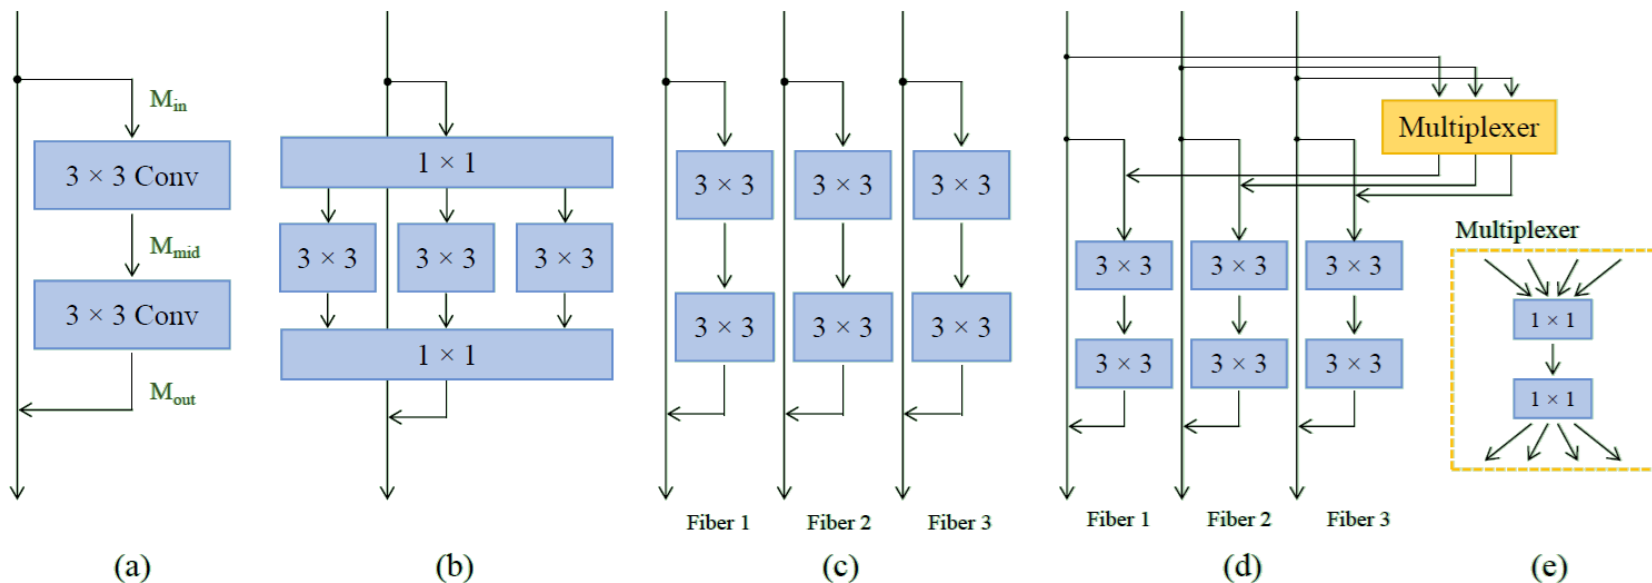 M_in
3 × 3 Conv
M_mid
3 × 3 Conv
M_out
(a)
1 × 1
3 × 3 3 × 3 3 × 3
1 × 1
(b)
3 × 3 3 × 3 3 × 3
3 × 3 3 × 3 3 × 3
Fiber 1 Fiber 2 Fiber 3
(c)
Multiplexer
3 × 3 3 × 3 3 × 3
3 × 3 3 × 3 3 × 3
Fiber 1 Fiber 2 Fiber 3
(d)
Multiplexer
1 × 1
1 × 1
(e)